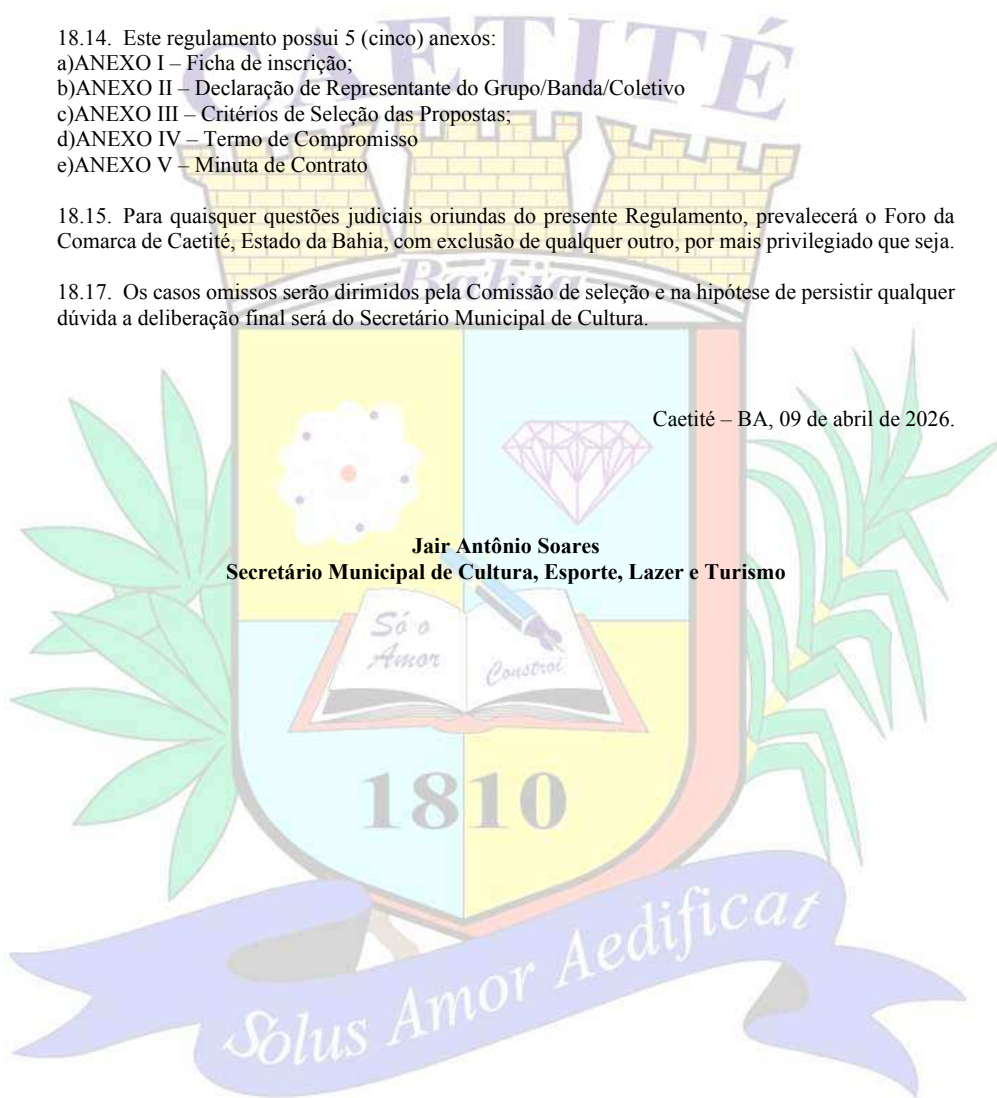 CAETITÉ
18.14. Este regulamento possui 5 (cinco) anexos:
a)ANEXO I – Ficha de inscrição;
b)ANEXO II – Declaração de Representante do Grupo/Banda/Coletivo
c)ANEXO III – Critérios de Seleção das Propostas;
d)ANEXO IV – Termo de Compromisso
e)ANEXO V – Minuta de Contrato
18.15. Para quaisquer questões judiciais oriundas do presente Regulamento, prevalecerá o Foro da
Comarca de Caetité, Estado da Bahia, com exclusão de qualquer outro, por mais privilegiado que seja.
Bahia
18.17. Os casos omissos serão dirimidos pela Comissão de seleção e na hipótese de persistir qualquer
dúvida a deliberação final será do Secretário Municipal de Cultura.
Caetité – BA, 09 de abril de 2026.
Jair Antônio Soares
Secretário Municipal de Cultura, Esporte, Lazer e Turismo
Só o
Amor
Constroi
1810
Sólus Amor Aedificat